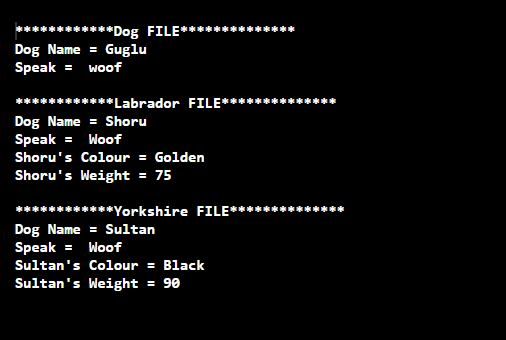 ************Dog FILE**************
Dog Name = Guglu
Speak =  woof
************Labrador FILE**************
Dog Name = Shoru
Speak =  Woof
Shoru's Colour = Golden
Shoru's Weight = 75
************Yorkshire FILE**************
Dog Name = Sultan
Speak =  Woof
Sultan's Colour = Black
Sultan's Weight = 90